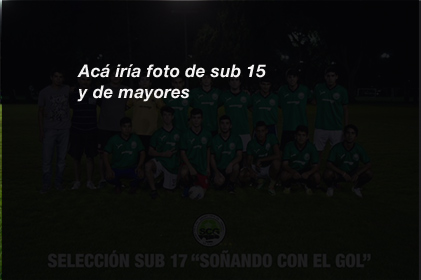 Acá iría foto de sub 15
y de mayores
SELECCIÓN SUB 17 “SOÑANDO CON EL GOL”